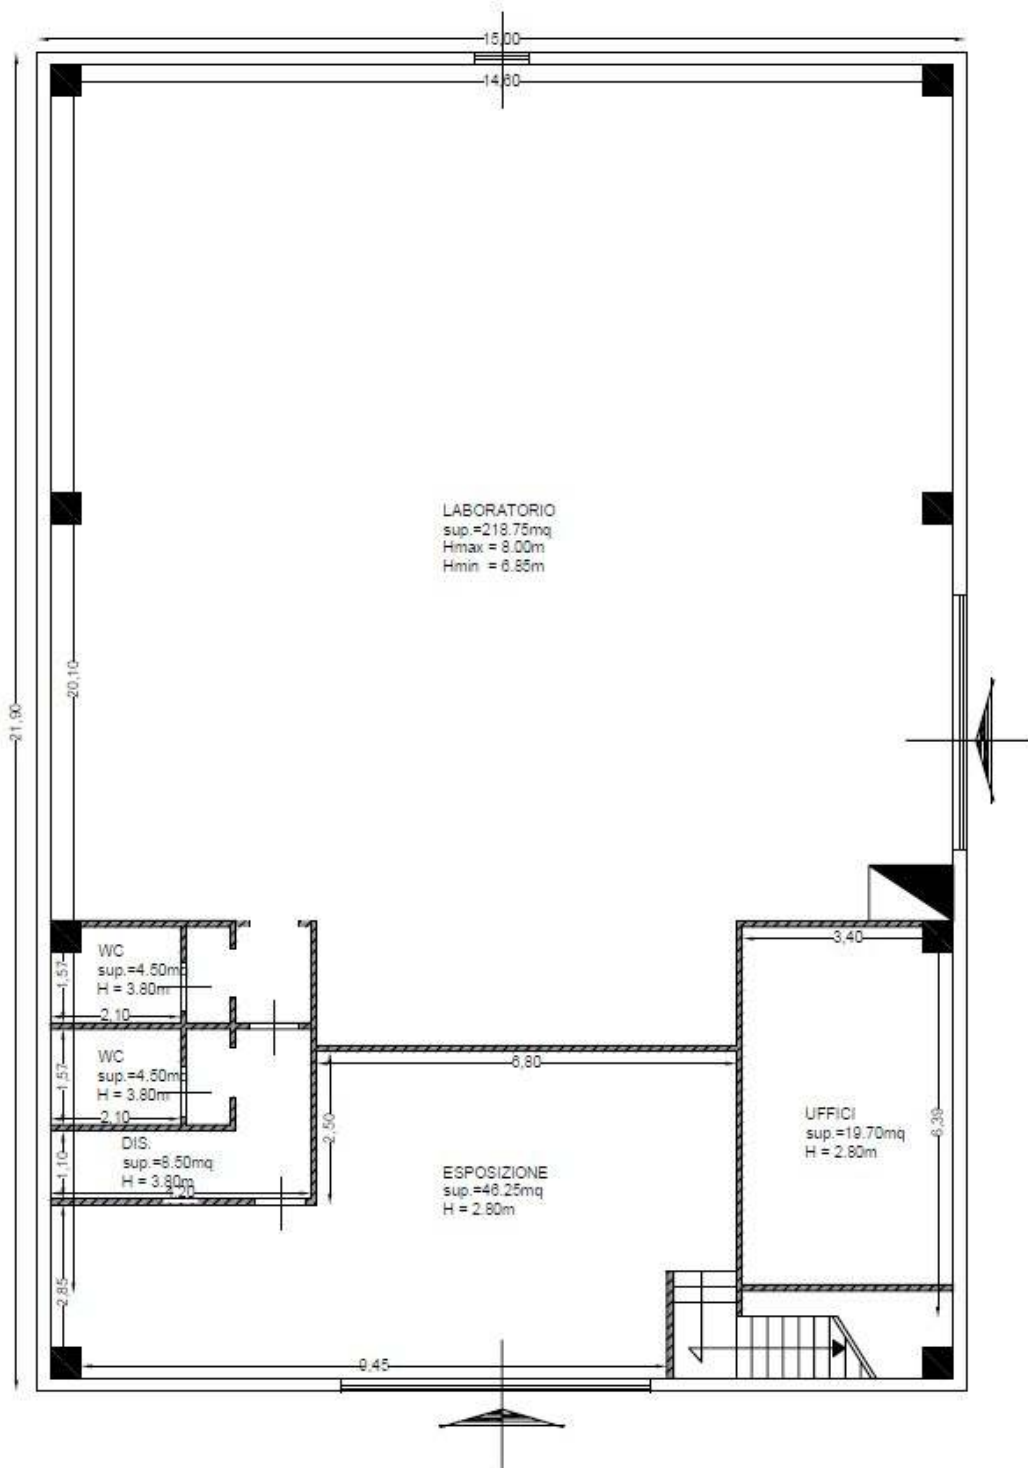 15,00
14,60
LABORATORIO
sup.=218.75mq
Hmax = 8.00m
Hmin = 6.85m
20,10
21,90
3,40
WC
sup.=4.50mq
H = 3.80m
1,57
2,10
6,80
WC
sup.=4.50mq
H = 3.80m
1,57
2,10
2,50
UFFICI
sup.=19.70mq
H = 2.80m
6,39
DIS.
sup.=8.50mq
H = 3.80m
1,10
4,20
ESPOSIZIONE
sup.=46.25mq
H = 2.80m
2,85
9,45